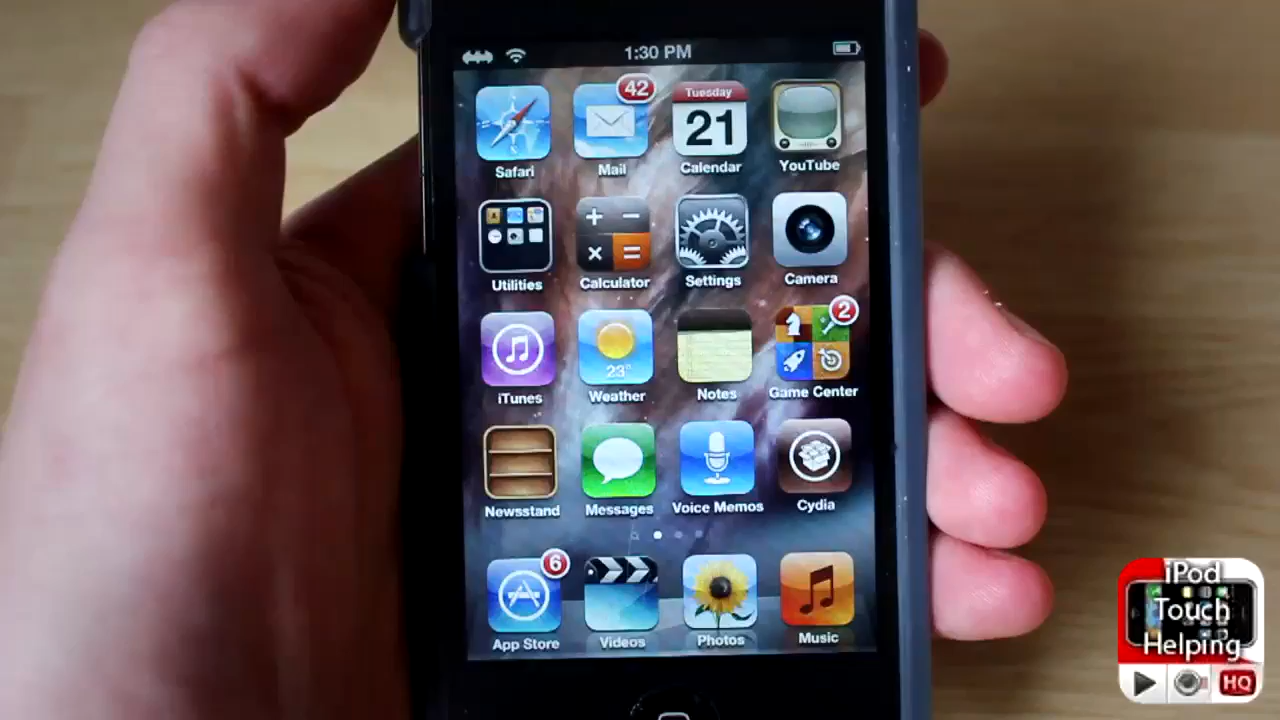 1:30 PM
42
Tuesday
21
Safari
Mail
Calendar
YouTube
Utilities
Calculator
Settings
Camera
2
23°
iTunes
Weather
Notes
Game Center
Newsstand
Messages
Voice Memos
Cydia
6
App Store
Videos
Photos
Music
iPod
Touch
Helping
HQ